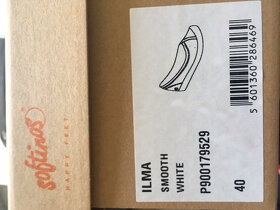 softinos
HAPPY FEET
ILMA
SMOOTH
WHITE
P900179529
40
5 601360 286469